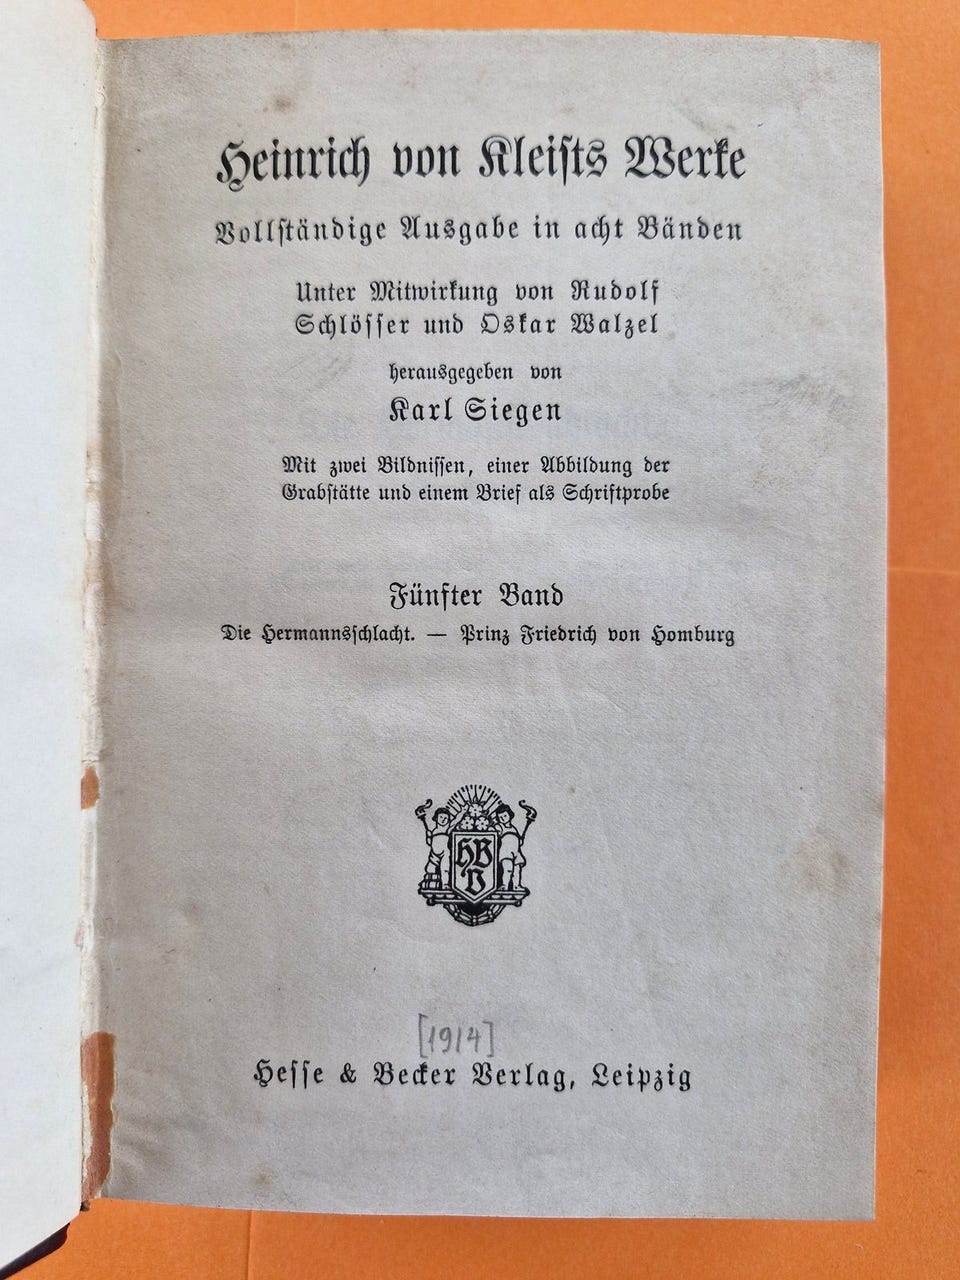 Heinrich von Kleists Werke
Vollständige Ausgabe in acht Bänden
Unter Mitwirkung von Rudolf
Schlösser und Oskar Walzel
herausgegeben von
Karl Siegen
Mit zwei Bildnissen, einer Abbildung der
Grabstätte und einem Brief als Schriftprobe
Fünfter Band
Die Hermannsschlacht. — Prinz Friedrich von Homburg
HB
V
[1914]
Hesse & Becker Verlag, Leipzig